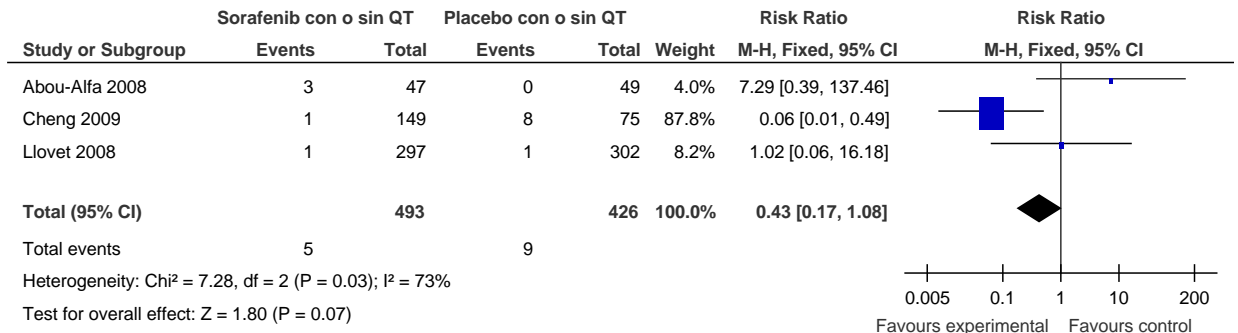 Sorafenib con o sin QT Placebo con o sin QT Risk Ratio Risk Ratio
Study or Subgroup Events Total Events Total Weight M-H, Fixed, 95% CI M-H, Fixed, 95% CI
Abou-Alfa 2008 3 47 0 49 4.0% 7.29 [0.39, 137.46]
Cheng 2009 1 149 8 75 87.8% 0.06 [0.01, 0.49]
Llovet 2008 1 297 1 302 8.2% 1.02 [0.06, 16.18]
Total (95% CI) 493 426 100.0% 0.43 [0.17, 1.08]
Total events 5 9
Heterogeneity: Chi² = 7.28, df = 2 (P = 0.03); I² = 73%
Test for overall effect: Z = 1.80 (P = 0.07)
0.005 0.1 1 10 200
Favours experimental Favours control